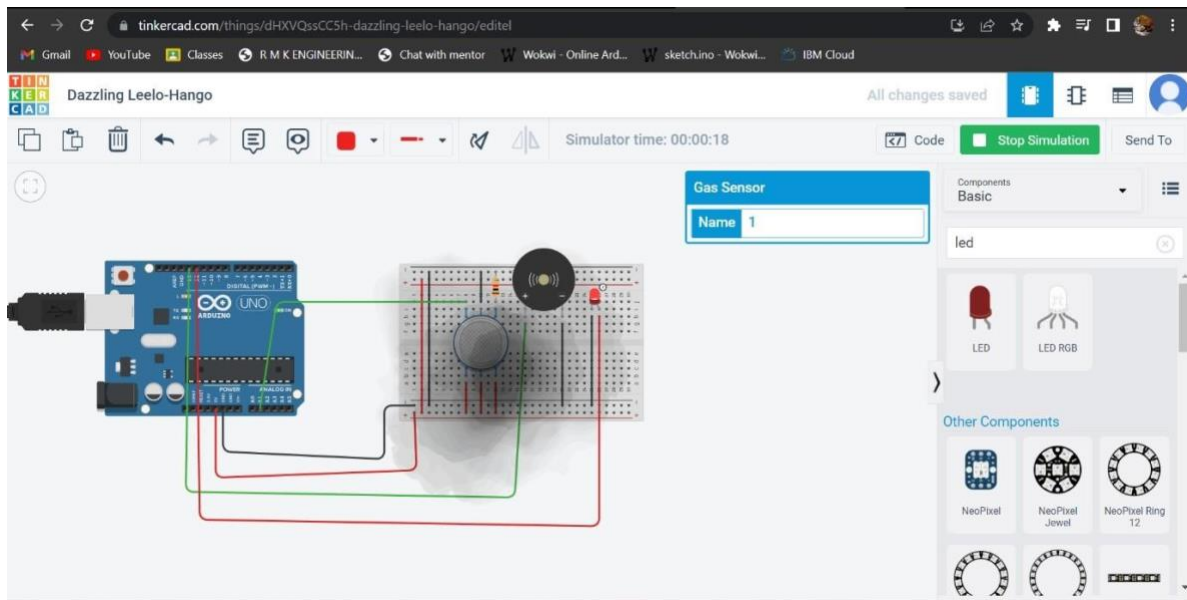 tinkercad.com/things/dHXVQssCC5h-dazzling-leelo-hango/editel
Gmail YouTube Classes R M K ENGINEERIN... Chat with mentor Wokwi - Online Ard... sketch.ino - Wokwi... IBM Cloud
TIN
KER
CAD
Dazzling Leelo-Hango
All changes saved
Simulator time: 00:00:18
Code
Stop Simulation
Send To
Gas Sensor
Name 1
Components
Basic
led
DIGITAL (PWM~)
UNO
ARDUINO
POWER
ANALOG IN
LED
LED RGB
Other Components
NeoPixel
NeoPixel
Jewel
NeoPixel Ring
12